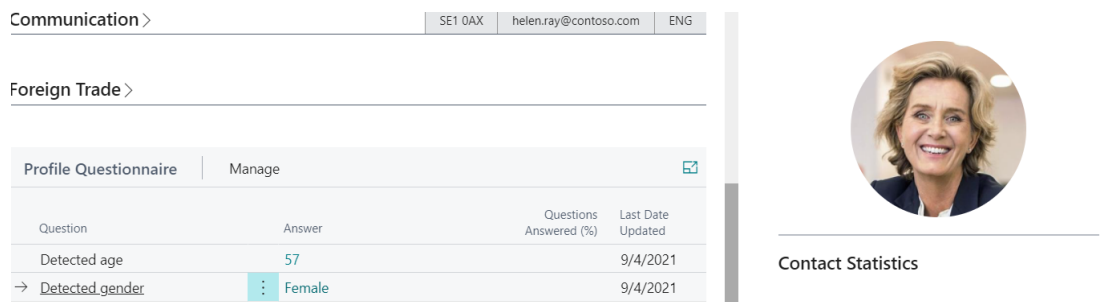 Communication
SE1 0AX helen.ray@contoso.com ENG
Foreign Trade
Profile Questionnaire Manage
Question Answer Questions Answered (%) Last Date Updated
Detected age 57 9/4/2021
Detected gender Female 9/4/2021
Contact Statistics